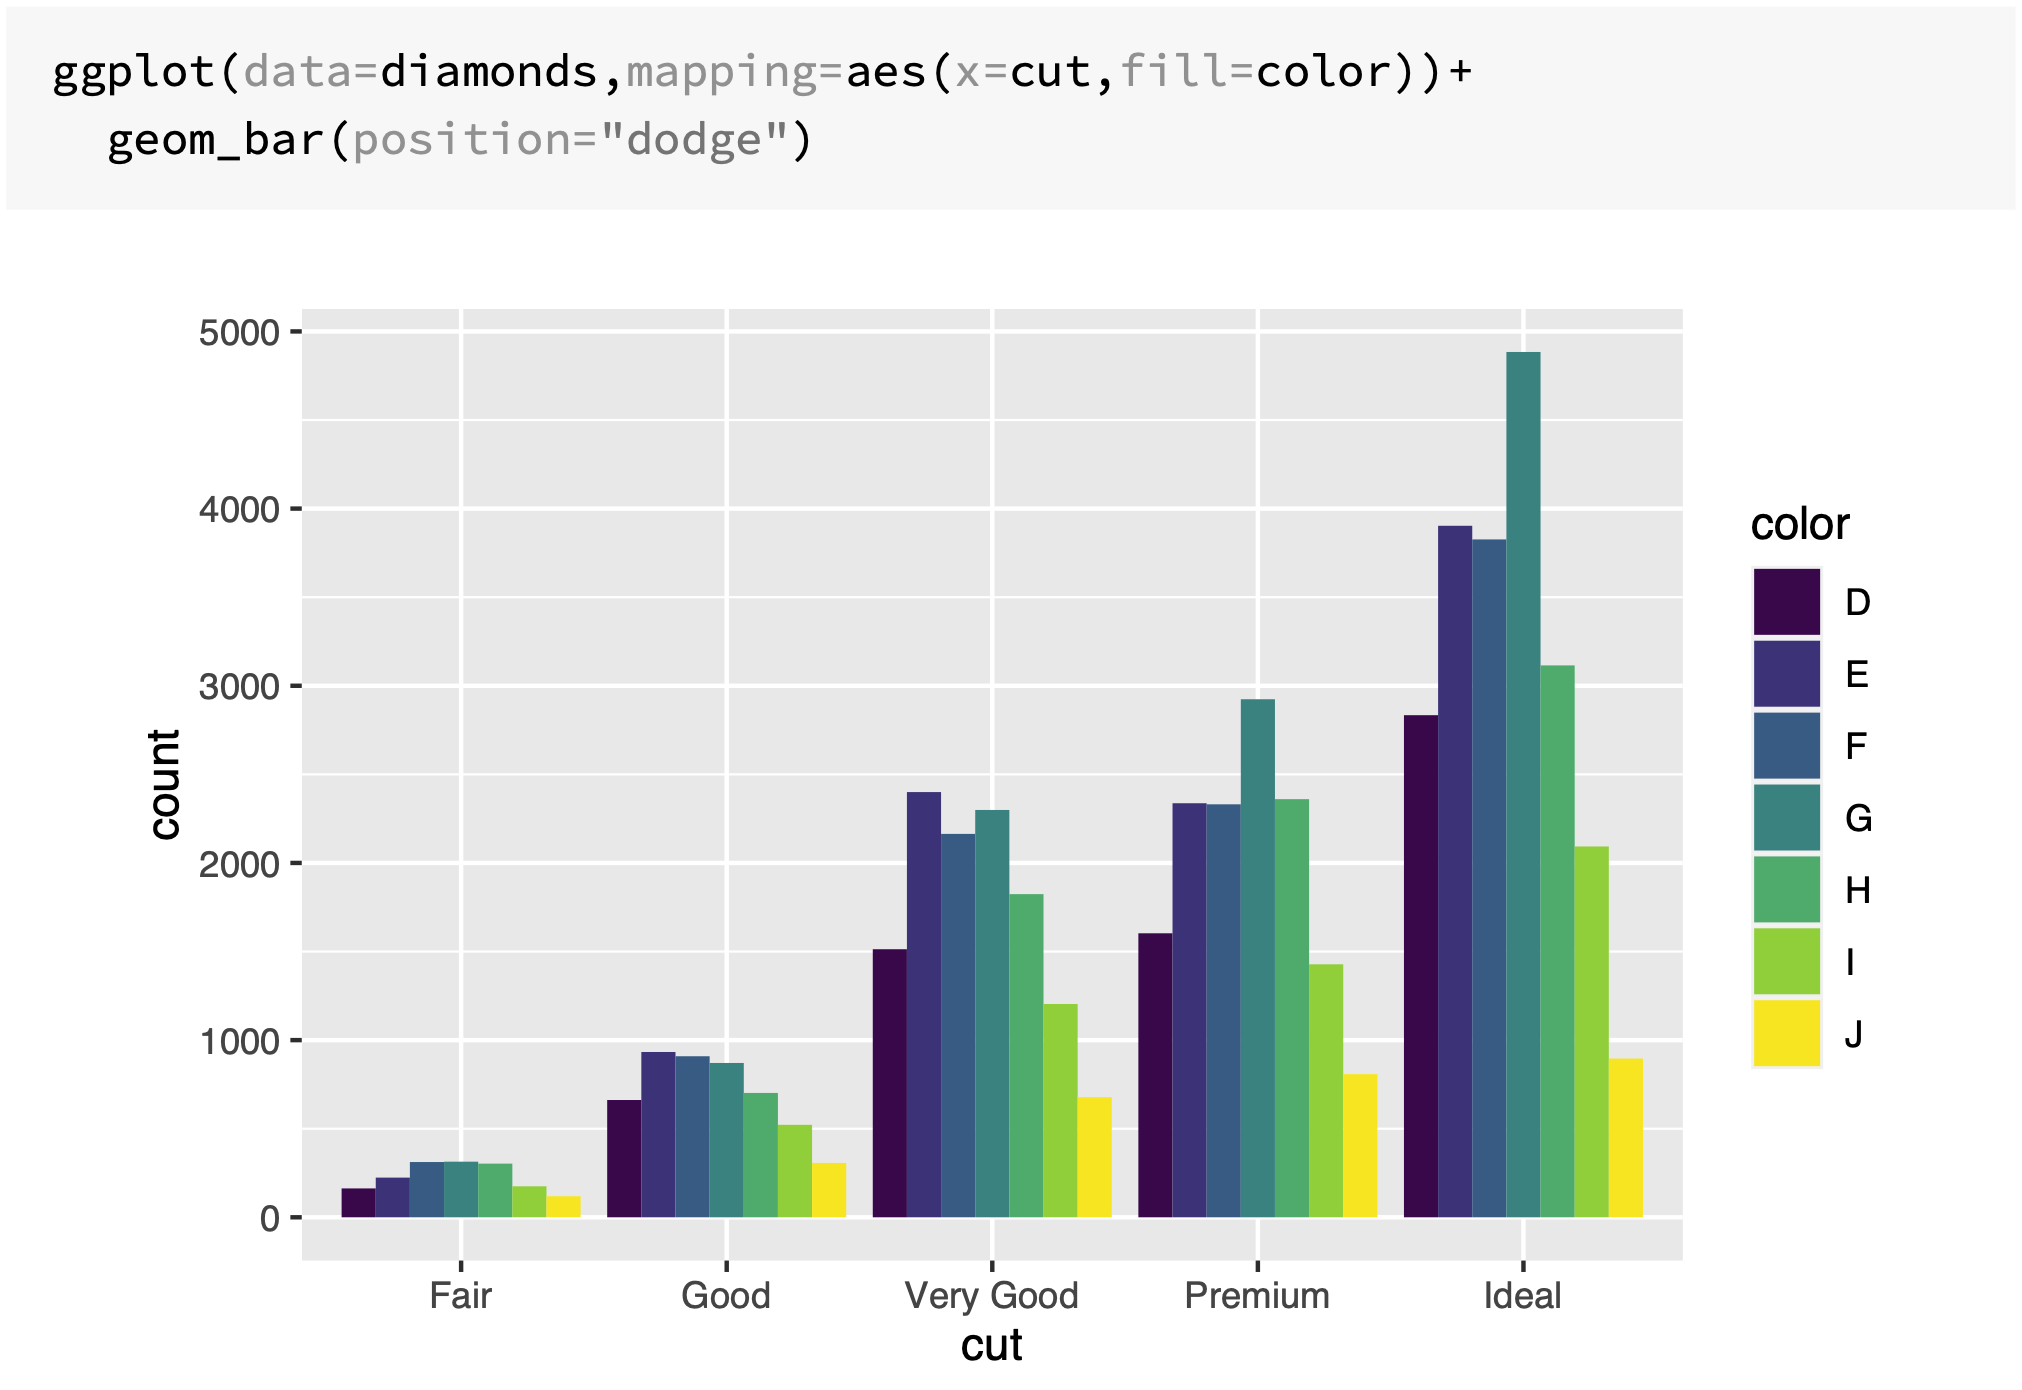 ggplot(data=diamonds,mapping=aes(x=cut,fill=color))+
  geom_bar(position="dodge")
5000
4000
3000
2000
1000
0
count
Fair Good Very Good Premium Ideal
cut
color
D
E
F
G
H
I
J